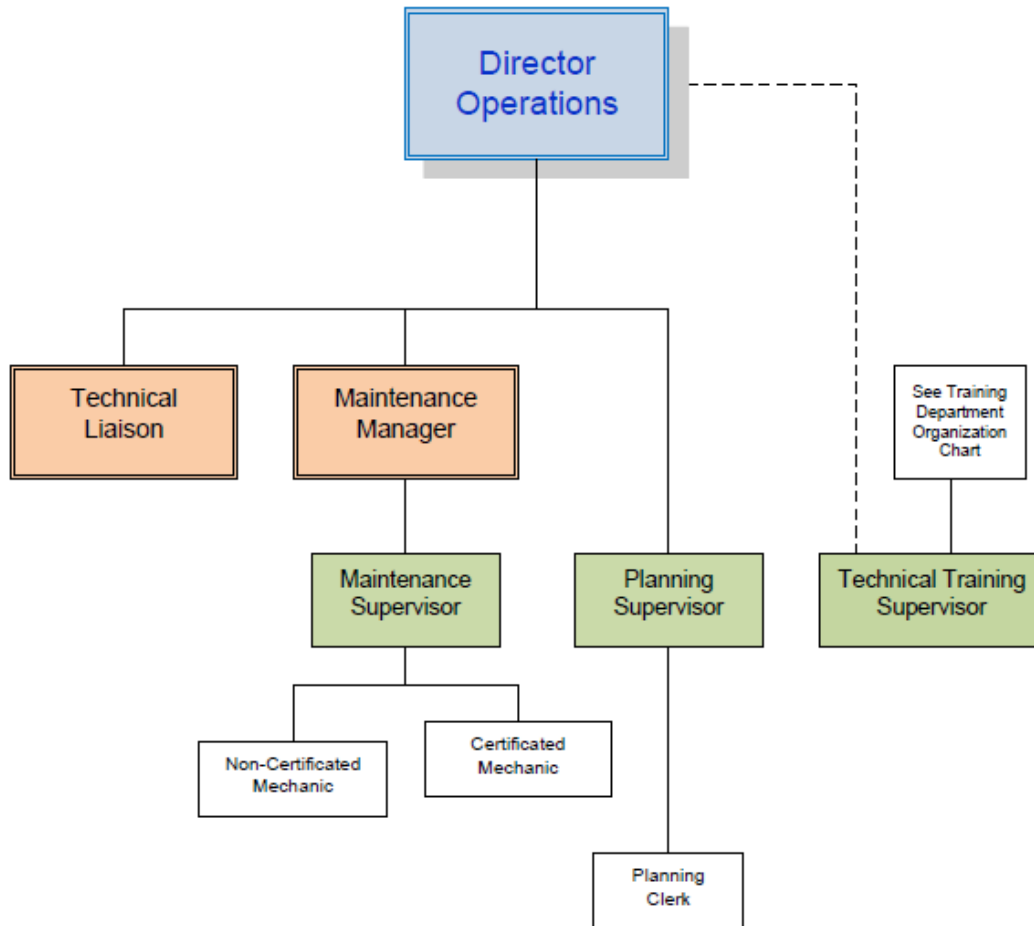 Director
Operations
Technical
Liaison
Maintenance
Manager
See Training
Department
Organization
Chart
Maintenance
Supervisor
Planning
Supervisor
Technical Training
Supervisor
Non-Certificated
Mechanic
Certificated
Mechanic
Planning
Clerk